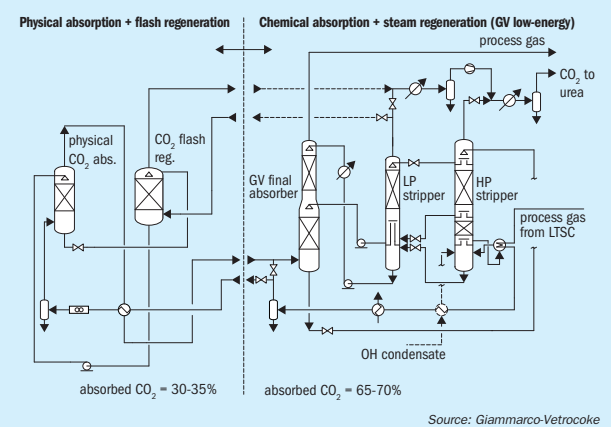 Physical absorption + flash regeneration
Chemical absorption + steam regeneration (GV low-energy)
process gas
CO2 to
urea
physical
CO2 abs.
CO2 flash
reg.
GV final
absorber
LP
stripper
HP
stripper
process gas
from LTSC
OH condensate
absorbed CO2 = 30-35%
absorbed CO2 = 65-70%
Source: Giammarco-Vetrocoke